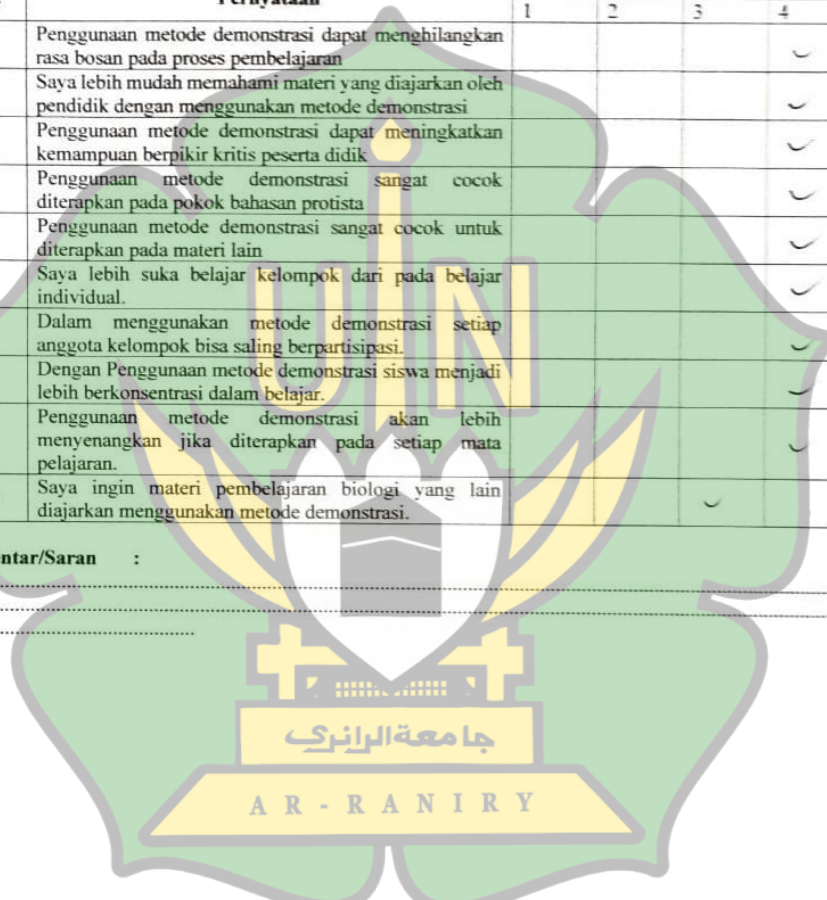 Pernyataan
1 2 3 4
Penggunaan metode demonstrasi dapat menghilangkan
rasa bosan pada proses pembelajaran
Saya lebih mudah memahami materi yang diajarkan oleh
pendidik dengan menggunakan metode demonstrasi
Penggunaan metode demonstrasi dapat meningkatkan
kemampuan berpikir kritis peserta didik
Penggunaan metode demonstrasi sangat cocok
diterapkan pada pokok bahasan protista
Penggunaan metode demonstrasi sangat cocok untuk
diterapkan pada materi lain
Saya lebih suka belajar kelompok dari pada belajar
individual.
Dalam menggunakan metode demonstrasi setiap
anggota kelompok bisa saling berpartisipasi.
Dengan Penggunaan metode demonstrasi siswa menjadi
lebih berkonsentrasi dalam belajar.
Penggunaan metode demonstrasi akan lebih
menyenangkan jika diterapkan pada setiap mata
pelajaran.
Saya ingin materi pembelajaran biologi yang lain
diajarkan menggunakan metode demonstrasi.
ntar/Saran :
UIN
جامعة الرانري
AR-RANIRY